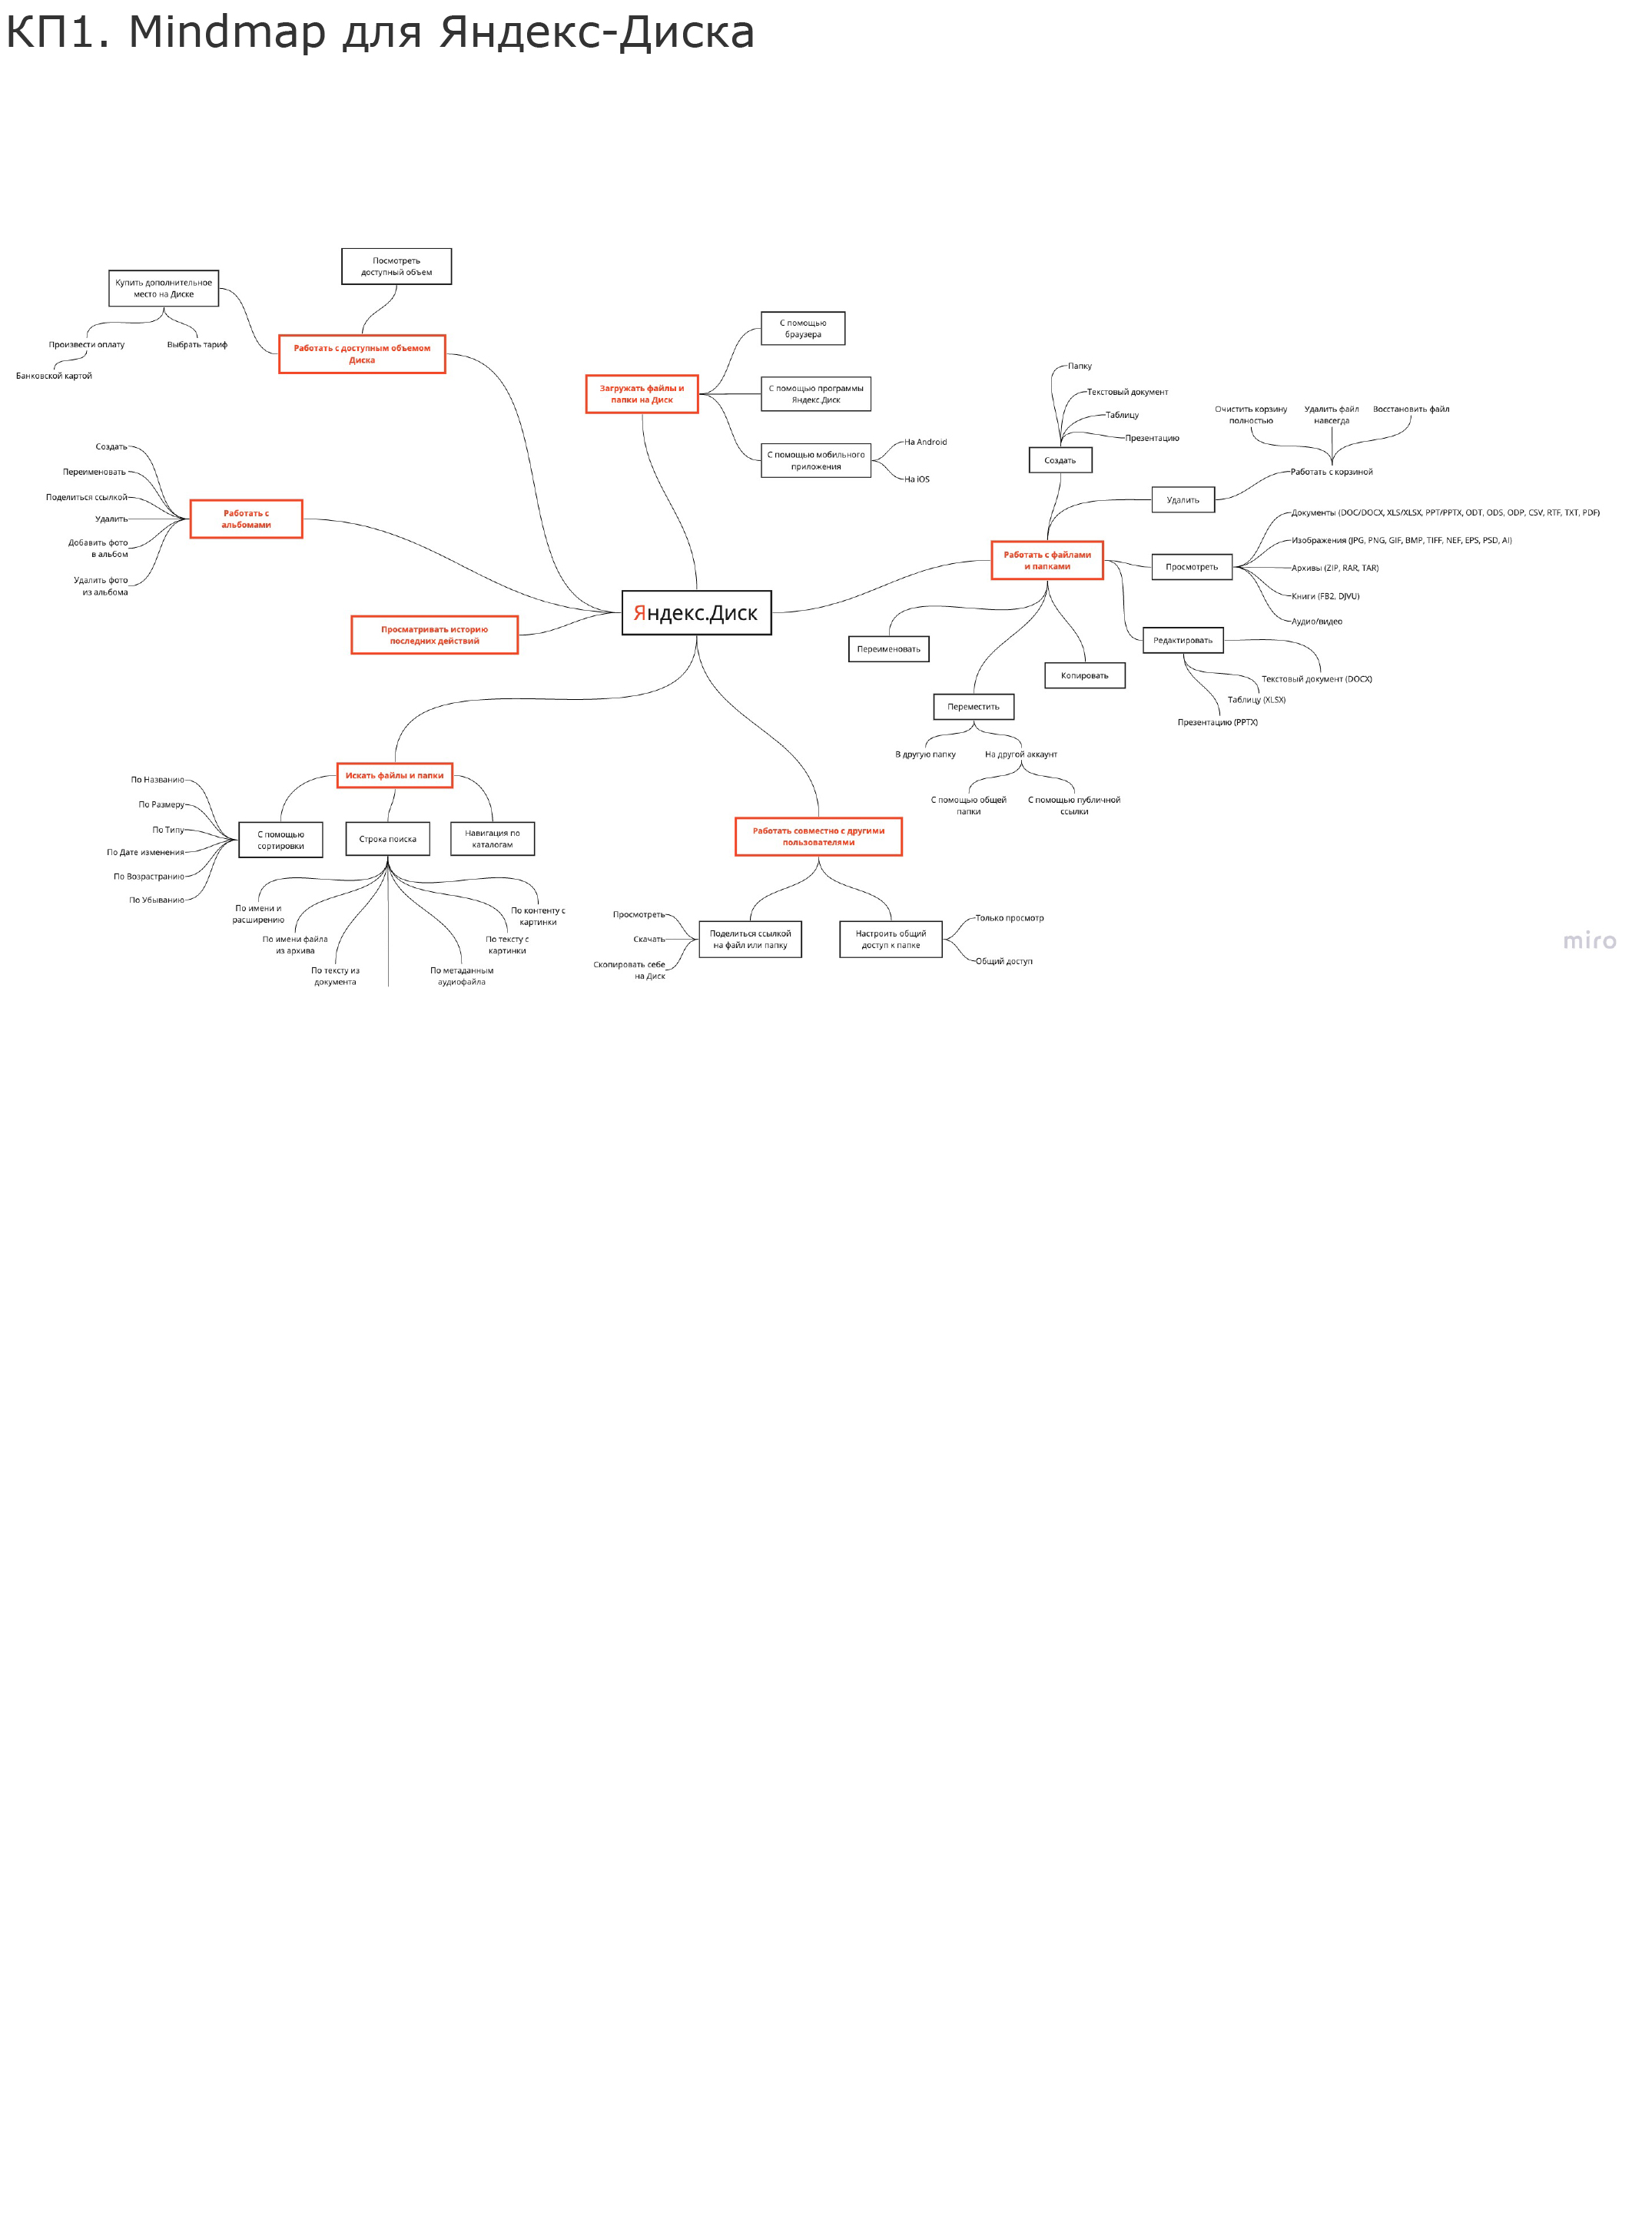 КП1. Mindmap для Яндекс-Диска
Посмотреть
доступный объем
Купить дополнительное
место на Диске
Произвести оплату
Выбрать тариф
Банковской картой
Работать с доступным объемом
Диска
С помощью
браузера
Загружать файлы и
папки на Диск
С помощью программы
Яндекс.Диск
С помощью мобильного
приложения
На Android
На iOS
Папку
Текстовый документ
Таблицу
Презентацию
Создать
Очистить корзину
полностью
Удалить файл
навсегда
Восстановить файл
Работать с корзиной
Удалить
Создать
Переименовать
Поделиться ссылкой
Удалить
Добавить фото
в альбом
Удалить фото
из альбома
Работать с
альбомами
Работать с файлами
и папками
Просмотреть
Документы (DOC/DOCX, XLS/XLSX, PPT/PPTX, ODT, ODS, ODP, CSV, RTF, TXT, PDF)
Изображения (JPG, PNG, GIF, BMP, TIFF, NEF, EPS, PSD, AI)
Архивы (ZIP, RAR, TAR)
Книги (FB2, DJVU)
Аудио/видео
Просматривать историю
последних действий
Яндекс.Диск
Переименовать
Копировать
Редактировать
Текстовый документ (DOCX)
Таблицу (XLSX)
Презентацию (PPTX)
Переместить
В другую папку
На другой аккаунт
С помощью общей
папки
С помощью публичной
ссылки
Искать файлы и папки
По Названию
По Размеру
По Типу
По Дате изменения
По Возрастранию
По Убыванию
С помощью
сортировки
Строка поиска
Навигация по
каталогам
По имени и
расширению
По имени файла
из архива
По тексту из
документа
По метаданным
аудиофайла
По тексту с
картинки
По контенту с
картинки
Работать совместно с другими
пользователями
Просмотреть
Скачать
Скопировать себе
на Диск
Поделиться ссылкой
на файл или папку
Настроить общий
доступ к папке
Только просмотр
Общий доступ
miro